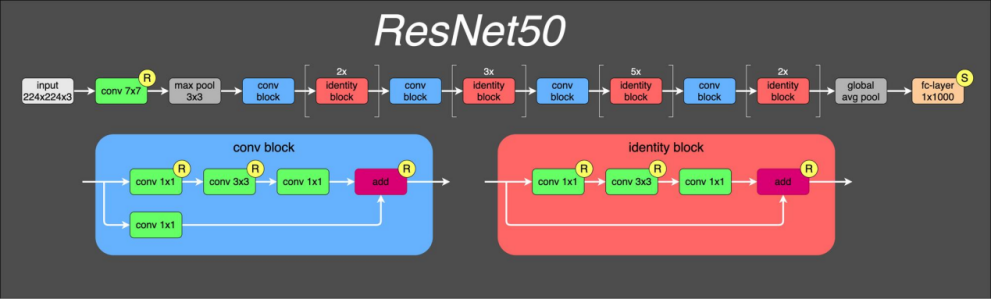 ResNet50
input
224x224x3
conv 7x7
R
max pool
3x3
conv
block
2x
identity
block
conv
block
3x
identity
block
conv
block
5x
identity
block
conv
block
2x
identity
block
global
avg pool
fc-layer
1x1000
S
conv block
conv 1x1
R
conv 3x3
R
conv 1x1
add
R
conv 1x1
identity block
conv 1x1
R
conv 3x3
R
conv 1x1
add
R